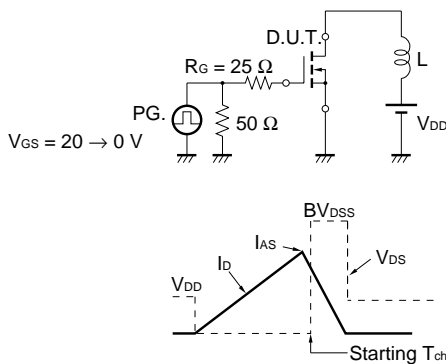 D.U.T.
RG = 25 Ω
L
PG.
50 Ω
VDD
VGS = 20 → 0 V
BVDSS
IAS
VDS
ID
VDD
Starting Tch